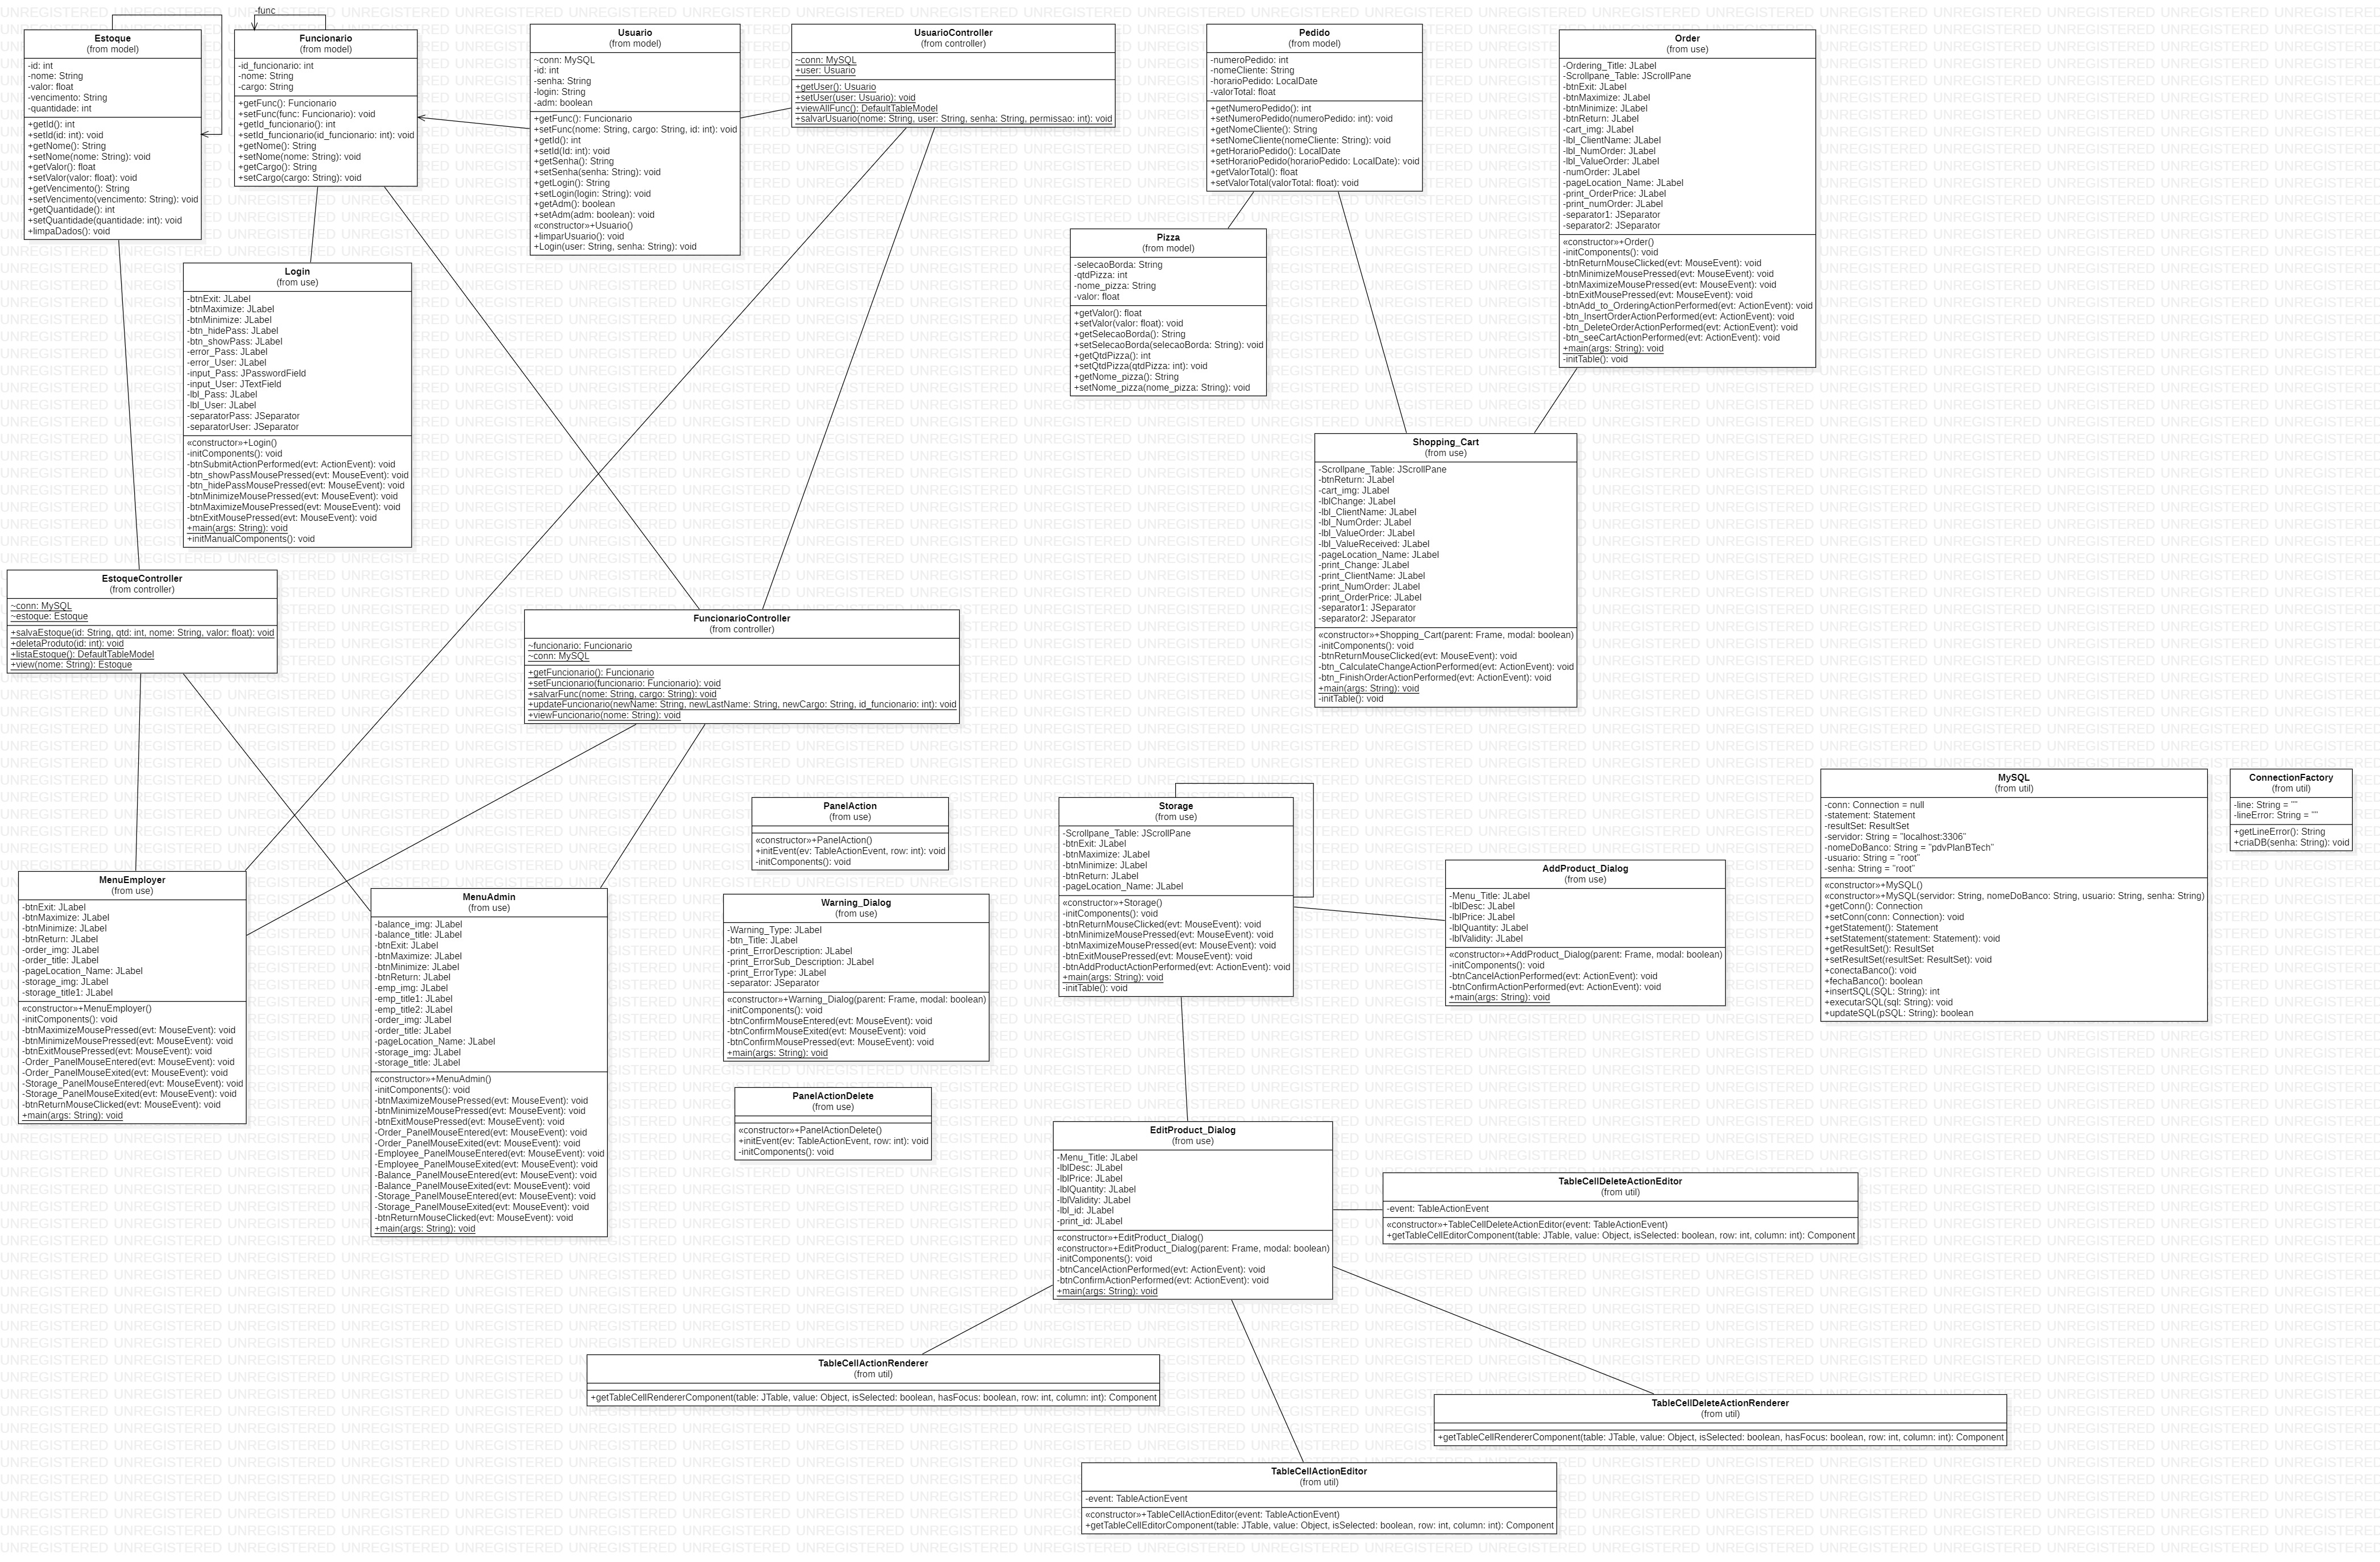 -func
Estoque
(from model)
-id: int
-nome: String
-valor: float
-vencimento: String
-quantidade: int
+getId(): int
+setId(id: int): void
+getNome(): String
+setNome(nome: String): void
+getValor(): float
+setValor(valor: float): void
+getVencimento(): String
+setVencimento(vencimento: String): void
+getQuantidade(): int
+setQuantidade(quantidade: int): void
+limpaDados(): void
Funcionario
(from model)
-id_funcionario: int
-nome: String
-cargo: String
+getFunc(): Funcionario
+setFunc(func: Funcionario): void
+getId_funcionario(): int
+setId_funcionario(id_funcionario: int): void
+getNome(): String
+setNome(nome: String): void
+getCargo(): String
+setCargo(cargo: String): void
Usuario
(from model)
~conn: MySQL
-id: int
-senha: String
-login: String
-adm: boolean
+getFunc(): Funcionario
+setFunc(nome: String, cargo: String, id: int): void
+getId(): int
+setId(Id: int): void
+getSenha(): String
+setSenha(senha: String): void
+getLogin(): String
+setLogin(login: String): void
+getAdm(): boolean
+setAdm(adm: boolean): void
«constructor»+Usuario()
+limparUsuario(): void
+Login(user: String, senha: String): void
UsuarioController
(from controller)
~conn: MySQL
+user: Usuario
+getUser(): Usuario
+setUser(user: Usuario): void
+viewAllFunc(): DefaultTableModel
+salvarUsuario(nome: String, user: String, senha: String, permissao: int): void
Pedido
(from model)
-numeroPedido: int
-nomeCliente: String
-horarioPedido: LocalDate
-valorTotal: float
+getNumeroPedido(): int
+setNumeroPedido(numeroPedido: int): void
+getNomeCliente(): String
+setNomeCliente(nomeCliente: String): void
+getHorarioPedido(): LocalDate
+setHorarioPedido(horarioPedido: LocalDate): void
+getValorTotal(): float
+setValorTotal(valorTotal: float): void
Order
(from use)
-Ordering_Title: JLabel
-Scrollpane_Table: JScrollPane
-btnExit: JLabel
-btnMaximize: JLabel
-btnMinimize: JLabel
-btnReturn: JLabel
-cart_img: JLabel
-lbl_ClientName: JLabel
-lbl_NumOrder: JLabel
-lbl_ValueOrder: JLabel
-numOrder: JLabel
-pageLocation_Name: JLabel
-print_OrderPrice: JLabel
-print_numOrder: JLabel
-separator1: JSeparator
-separator2: JSeparator
«constructor»+Order()
-initComponents(): void
-btnReturnMouseClicked(evt: MouseEvent): void
-btnMinimizeMousePressed(evt: MouseEvent): void
-btnMaximizeMousePressed(evt: MouseEvent): void
-btnExitMousePressed(evt: MouseEvent): void
-btnAdd_to_OrderingActionPerformed(evt: ActionEvent): void
-btn_InsertOrderActionPerformed(evt: ActionEvent): void
-btn_DeleteOrderActionPerformed(evt: ActionEvent): void
-btn_seeCartActionPerformed(evt: ActionEvent): void
+main(args: String): void
-initTable(): void
Pizza
(from model)
-selecaoBorda: String
-qtdPizza: int
-nome_pizza: String
-valor: float
+getValor(): float
+setValor(valor: float): void
+getSelecaoBorda(): String
+setSelecaoBorda(selecaoBorda: String): void
+getQtdPizza(): int
+setQtdPizza(qtdPizza: int): void
+getNome_pizza(): String
+setNome_pizza(nome_pizza: String): void
Login
(from use)
-btnExit: JLabel
-btnMaximize: JLabel
-btnMinimize: JLabel
-btn_hidePass: JLabel
-btn_showPass: JLabel
-error_Pass: JLabel
-error_User: JLabel
-input_Pass: JPasswordField
-input_User: JTextField
-lbl_Pass: JLabel
-lbl_User: JLabel
-separatorPass: JSeparator
-separatorUser: JSeparator
«constructor»+Login()
-initComponents(): void
-btnSubmitActionPerformed(evt: ActionEvent): void
-btn_showPassMousePressed(evt: MouseEvent): void
-btn_hidePassMousePressed(evt: MouseEvent): void
-btnMinimizeMousePressed(evt: MouseEvent): void
-btnMaximizeMousePressed(evt: MouseEvent): void
-btnExitMousePressed(evt: MouseEvent): void
+main(args: String): void
+initManualComponents(): void
Shopping_Cart
(from use)
-Scrollpane_Table: JScrollPane
-btnReturn: JLabel
-cart_img: JLabel
-lblChange: JLabel
-lbl_ClientName: JLabel
-lbl_NumOrder: JLabel
-lbl_ValueOrder: JLabel
-lbl_ValueReceived: JLabel
-pageLocation_Name: JLabel
-print_Change: JLabel
-print_ClientName: JLabel
-print_NumOrder: JLabel
-print_OrderPrice: JLabel
-separator1: JSeparator
-separator2: JSeparator
«constructor»+Shopping_Cart(parent: Frame, modal: boolean)
-initComponents(): void
-btnReturnMouseClicked(evt: MouseEvent): void
-btn_CalculateChangeActionPerformed(evt: ActionEvent): void
-btn_FinishOrderActionPerformed(evt: ActionEvent): void
+main(args: String): void
-initTable(): void
EstoqueController
(from controller)
~conn: MySQL
~estoque: Estoque
+salvaEstoque(id: String, qtd: int, nome: String, valor: float): void
+deletaProduto(id: int): void
+listaEstoque(): DefaultTableModel
+view(nome: String): Estoque
FuncionarioController
(from controller)
~funcionario: Funcionario
~conn: MySQL
+getFuncionario(): Funcionario
+setFuncionario(funcionario: Funcionario): void
+salvarFunc(nome: String, cargo: String): void
+updateFuncionario(newName: String, newLastName: String, newCargo: String, id_funcionario: int): void
+viewFuncionario(nome: String): void
MySQL
(from util)
-conn: Connection = null
-statement: Statement
-resultSet: ResultSet
-servidor: String = "localhost:3306"
-nomeDoBanco: String = "pdvPlanBTech"
-usuario: String = "root"
-senha: String = "root"
«constructor»+MySQL()
«constructor»+MySQL(servidor: String, nomeDoBanco: String, usuario: String, senha: String)
+getConn(): Connection
+setConn(conn: Connection): void
+getStatement(): Statement
+setStatement(statement: Statement): void
+getResultSet(): ResultSet
+setResultSet(resultSet: ResultSet): void
+conectaBanco(): void
+fechaBanco(): boolean
+insertSQL(SQL: String): int
+executarSQL(sql: String): void
+updateSQL(pSQL: String): boolean
ConnectionFactory
(from util)
-line: String = ""
-lineError: String = ""
+getLineError(): String
+criaDB(senha: String): void
PanelAction
(from use)
«constructor»+PanelAction()
+initEvent(ev: TableActionEvent, row: int): void
-initComponents(): void
Storage
(from use)
-Scrollpane_Table: JScrollPane
-btnExit: JLabel
-btnMaximize: JLabel
-btnMinimize: JLabel
-btnReturn: JLabel
-pageLocation_Name: JLabel
«constructor»+Storage()
-initComponents(): void
-btnReturnMouseClicked(evt: MouseEvent): void
-btnMinimizeMousePressed(evt: MouseEvent): void
-btnMaximizeMousePressed(evt: MouseEvent): void
-btnExitMousePressed(evt: MouseEvent): void
-btnAddProductActionPerformed(evt: ActionEvent): void
+main(args: String): void
-initTable(): void
AddProduct_Dialog
(from use)
-Menu_Title: JLabel
-lblDesc: JLabel
-lblPrice: JLabel
-lblQuantity: JLabel
-lblValidity: JLabel
«constructor»+AddProduct_Dialog(parent: Frame, modal: boolean)
-initComponents(): void
-btnCancelActionPerformed(evt: ActionEvent): void
-btnConfirmActionPerformed(evt: ActionEvent): void
+main(args: String): void
MenuEmployer
(from use)
-btnExit: JLabel
-btnMaximize: JLabel
-btnMinimize: JLabel
-btnReturn: JLabel
-order_img: JLabel
-order_title: JLabel
-pageLocation_Name: JLabel
-storage_img: JLabel
-storage_title1: JLabel
«constructor»+MenuEmployer()
-initComponents(): void
-btnMaximizeMousePressed(evt: MouseEvent): void
-btnMinimizeMousePressed(evt: MouseEvent): void
-btnExitMousePressed(evt: MouseEvent): void
-Order_PanelMouseEntered(evt: MouseEvent): void
-Order_PanelMouseExited(evt: MouseEvent): void
-Storage_PanelMouseEntered(evt: MouseEvent): void
-Storage_PanelMouseExited(evt: MouseEvent): void
-btnReturnMouseClicked(evt: MouseEvent): void
+main(args: String): void
MenuAdmin
(from use)
-balance_img: JLabel
-balance_title: JLabel
-btnExit: JLabel
-btnMaximize: JLabel
-btnMinimize: JLabel
-btnReturn: JLabel
-emp_img: JLabel
-emp_title1: JLabel
-emp_title2: JLabel
-order_img: JLabel
-order_title: JLabel
-pageLocation_Name: JLabel
-storage_img: JLabel
-storage_title: JLabel
«constructor»+MenuAdmin()
-initComponents(): void
-btnMaximizeMousePressed(evt: MouseEvent): void
-btnMinimizeMousePressed(evt: MouseEvent): void
-btnExitMousePressed(evt: MouseEvent): void
-Order_PanelMouseEntered(evt: MouseEvent): void
-Order_PanelMouseExited(evt: MouseEvent): void
-Employee_PanelMouseEntered(evt: MouseEvent): void
-Employee_PanelMouseExited(evt: MouseEvent): void
-Balance_PanelMouseEntered(evt: MouseEvent): void
-Balance_PanelMouseExited(evt: MouseEvent): void
-Storage_PanelMouseEntered(evt: MouseEvent): void
-Storage_PanelMouseExited(evt: MouseEvent): void
-btnReturnMouseClicked(evt: MouseEvent): void
+main(args: String): void
Warning_Dialog
(from use)
-Warning_Type: JLabel
-btn_Title: JLabel
-print_ErrorDescription: JLabel
-print_ErrorSub_Description: JLabel
-print_ErrorType: JLabel
-separator: JSeparator
«constructor»+Warning_Dialog(parent: Frame, modal: boolean)
-initComponents(): void
-btnConfirmMouseEntered(evt: MouseEvent): void
-btnConfirmMouseExited(evt: MouseEvent): void
-btnConfirmMousePressed(evt: MouseEvent): void
+main(args: String): void
PanelActionDelete
(from use)
«constructor»+PanelActionDelete()
+initEvent(ev: TableActionEvent, row: int): void
-initComponents(): void
EditProduct_Dialog
(from use)
-Menu_Title: JLabel
-lblDesc: JLabel
-lblPrice: JLabel
-lblQuantity: JLabel
-lblValidity: JLabel
-lbl_id: JLabel
-print_id: JLabel
«constructor»+EditProduct_Dialog()
«constructor»+EditProduct_Dialog(parent: Frame, modal: boolean)
-initComponents(): void
-btnCancelActionPerformed(evt: ActionEvent): void
-btnConfirmActionPerformed(evt: ActionEvent): void
+main(args: String): void
TableCellDeleteActionEditor
(from util)
-event: TableActionEvent
«constructor»+TableCellDeleteActionEditor(event: TableActionEvent)
+getTableCellEditorComponent(table: JTable, value: Object, isSelected: boolean, row: int, column: int): Component
TableCellActionRenderer
(from util)
+getTableCellRendererComponent(table: JTable, value: Object, isSelected: boolean, hasFocus: boolean, row: int, column: int): Component
TableCellDeleteActionRenderer
(from util)
+getTableCellRendererComponent(table: JTable, value: Object, isSelected: boolean, hasFocus: boolean, row: int, column: int): Component
TableCellActionEditor
(from util)
-event: TableActionEvent
«constructor»+TableCellActionEditor(event: TableActionEvent)
+getTableCellEditorComponent(table: JTable, value: Object, isSelected: boolean, row: int, column: int): Component
UNREGISTERED